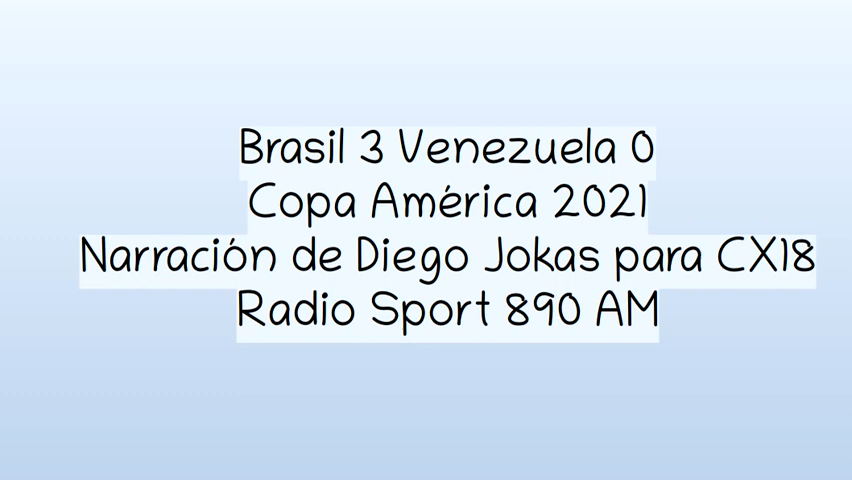 Brasil 3 Venezuela 0
Copa América 2021
Narración de Diego Jokas para CX18
Radio Sport 890 AM